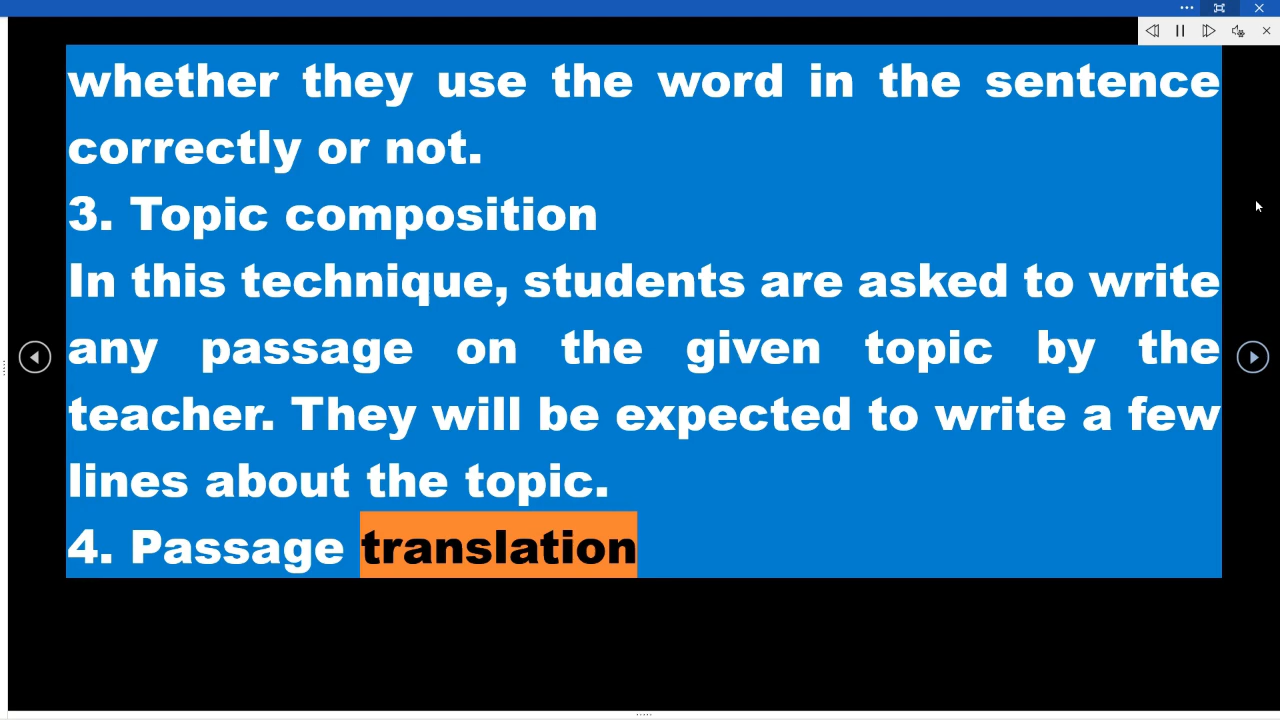 whether they use the word in the sentence
correctly or not.
3. Topic composition
In this technique, students are asked to write
any passage on the given topic by the
teacher. They will be expected to write a few
lines about the topic.
4. Passage translation